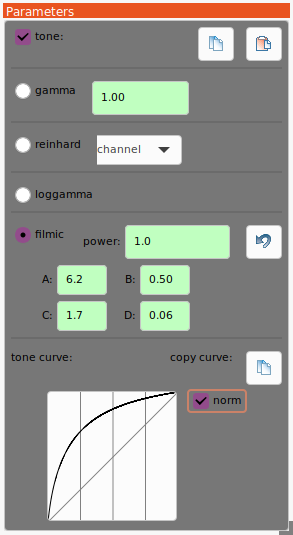 Parameters
tone:
gamma
1.00
reinhard
channel
loggamma
filmic
power:
1.0
A:
6.2
B:
0.50
C:
1.7
D:
0.06
tone curve:
copy curve:
norm